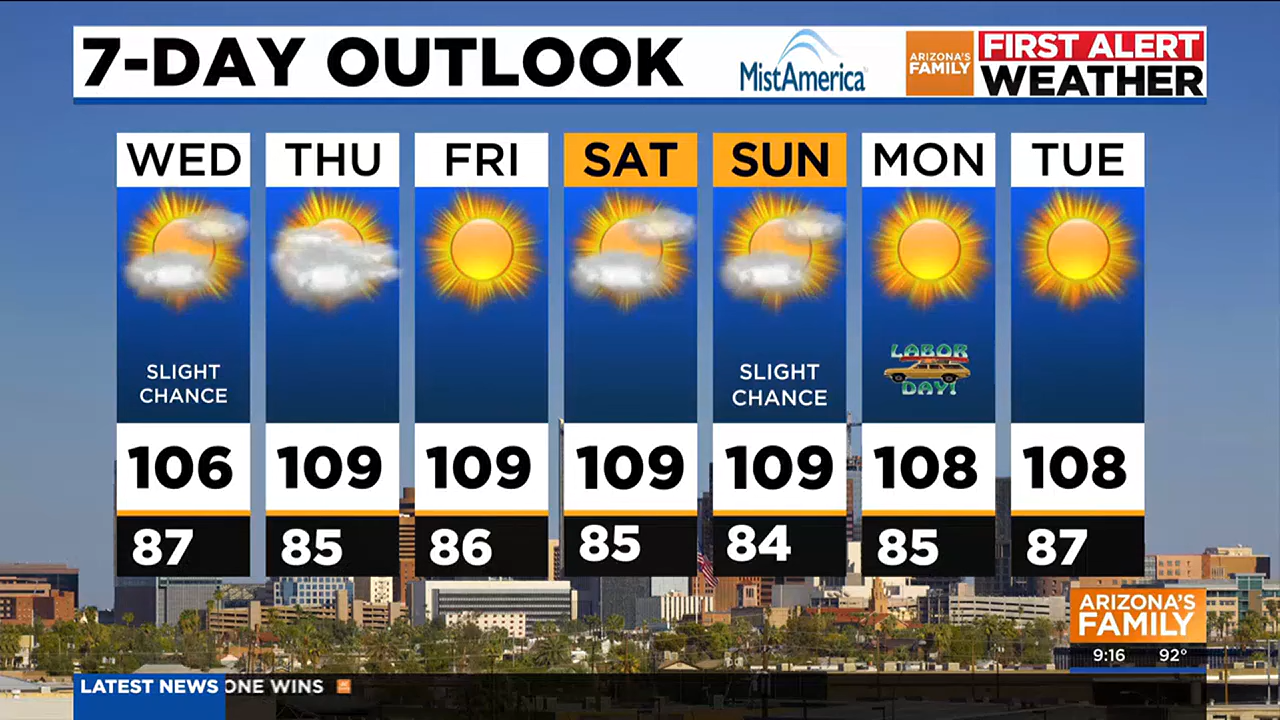 7-DAY OUTLOOK
MistAmerica
ARIZONA'S
FAMILY
FIRST ALERT
WEATHER
WED THU FRI SAT SUN MON TUE
SLIGHT
CHANCE
SLIGHT
CHANCE
LABOR
DAY!
106 109 109 109 109 108 108
87 85 86 85 84 85 87
ARIZONA'S
FAMILY
9:16 92°
LATEST NEWS ONE WINS